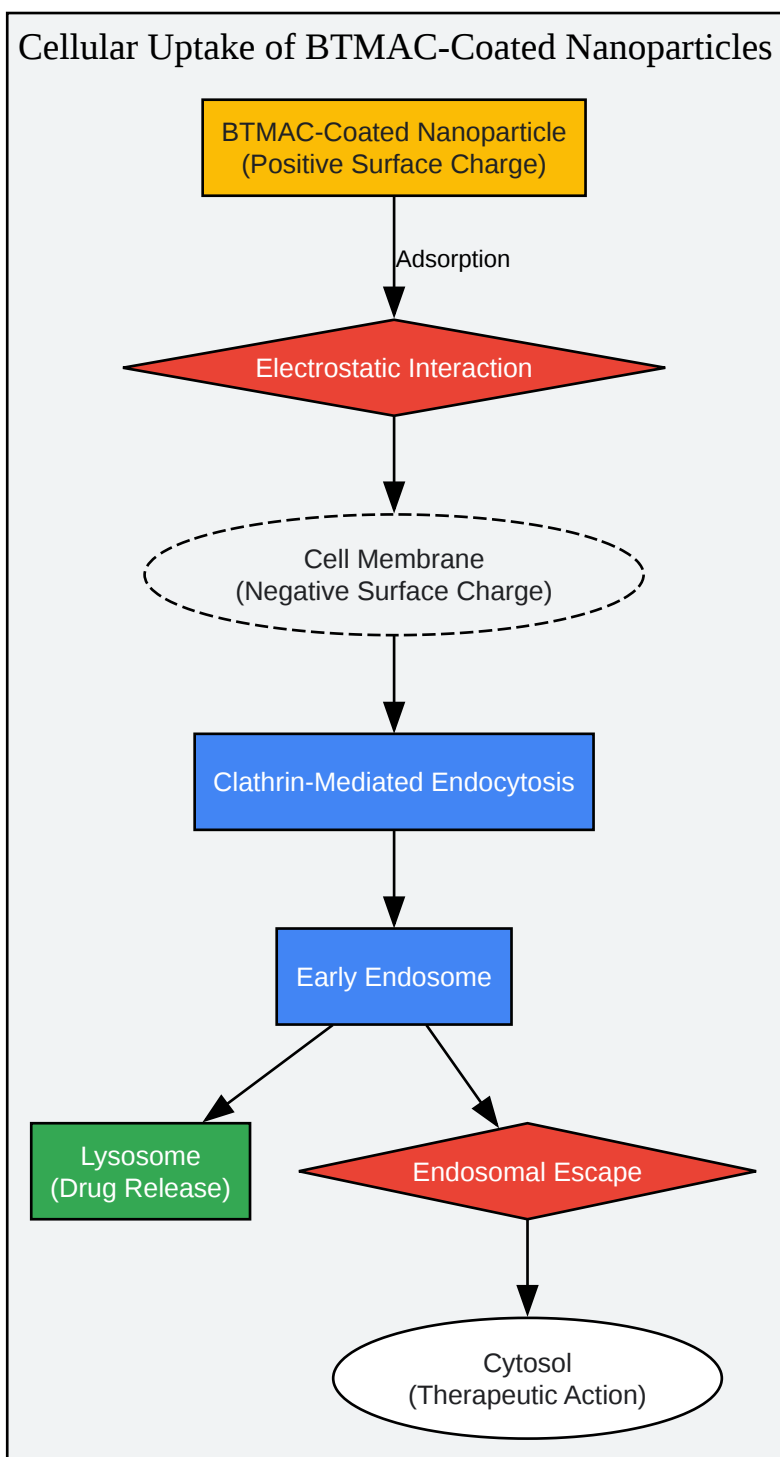 Cellular Uptake of BTMAC-Coated Nanoparticles
BTMAC-Coated Nanoparticle
(Positive Surface Charge)
Adsorption
Electrostatic Interaction
Cell Membrane
(Negative Surface Charge)
Clathrin-Mediated Endocytosis
Early Endosome
Lysosome
(Drug Release)
Endosomal Escape
Cytosol
(Therapeutic Action)